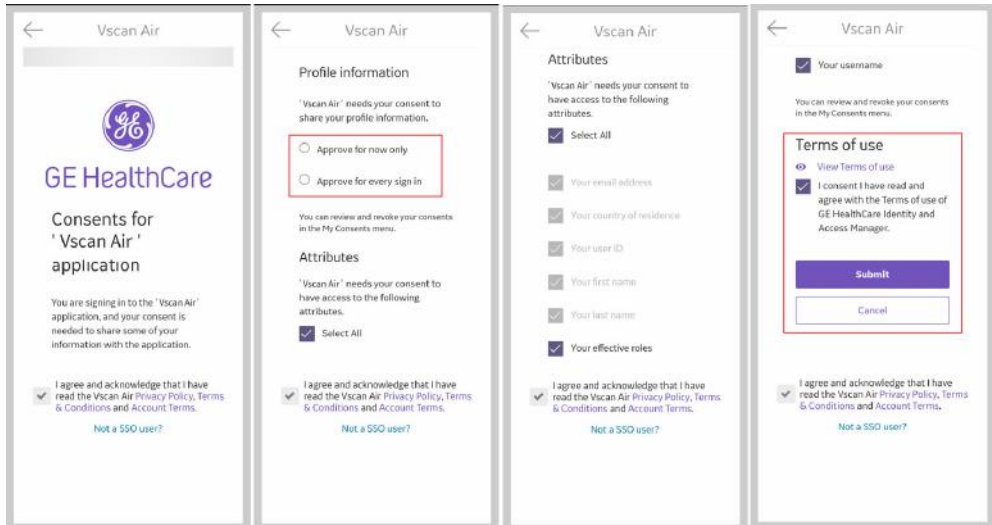 Vscan Air
GE HealthCare
Consents for
'Vscan Air'
application
You are signing in to the 'Vscan Air'
application, and your consent is
needed to share some of your
information with the application.
I agree and acknowledge that I have
read the Vscan Air Privacy Policy, Terms
& Conditions and Account Terms.
Not a SSO user?
Vscan Air
Profile information
'Vscan Air' needs your consent to
share your profile information.
Approve for now only
Approve for every sign in
You can review and revoke your consents
in the My Consents menu.
Attributes
'Vscan Air' needs your consent to
have access to the following
attributes.
Select All
I agree and acknowledge that I have
read the Vscan Air Privacy Policy, Terms
& Conditions and Account Terms.
Not a SSO user?
Vscan Air
Attributes
'Vscan Air' needs your consent to
have access to the following
attributes.
Select All
Your email address
Your country of residence
Your user ID
Your first name
Your last name
Your effective roles
I agree and acknowledge that I have
read the Vscan Air Privacy Policy, Terms
& Conditions and Account Terms.
Not a SSO user?
Vscan Air
Your username
You can review and revoke your consents
in the My Consents menu.
Terms of use
View Terms of use
I consent I have read and
agree with the Terms of use of
GE HealthCare Identity and
Access Manager.
Submit
Cancel
I agree and acknowledge that I have
read the Vscan Air Privacy Policy, Terms
& Conditions and Account Terms.
Not a SSO user?